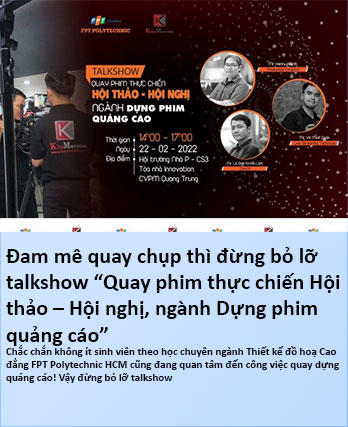 FPT POLYTECHNIC
TALKSHOW
QUAY PHIM THỰC CHIẾN
HỘI THẢO - HỘI NGHỊ
NGÀNH DỰNG PHIM
QUẢNG CÁO
Thời gian : 14:00 - 17:00
Ngày : 22 - 02 - 2022
Địa điểm : Hội trường Nhà P - CS3
Tòa nhà Innovation
CVPM Quang Trung
Đam mê quay chụp thì đừng bỏ lỡ
talkshow “Quay phim thực chiến Hội
thảo – Hội nghị, ngành Dựng phim
quảng cáo”
Chắc chắn không ít sinh viên theo học chuyên ngành Thiết kế đồ hoạ Cao
đẳng FPT Polytechnic HCM cũng đang quan tâm đến công việc quay dựng
quảng cáo! Vậy đừng bỏ lỡ talkshow